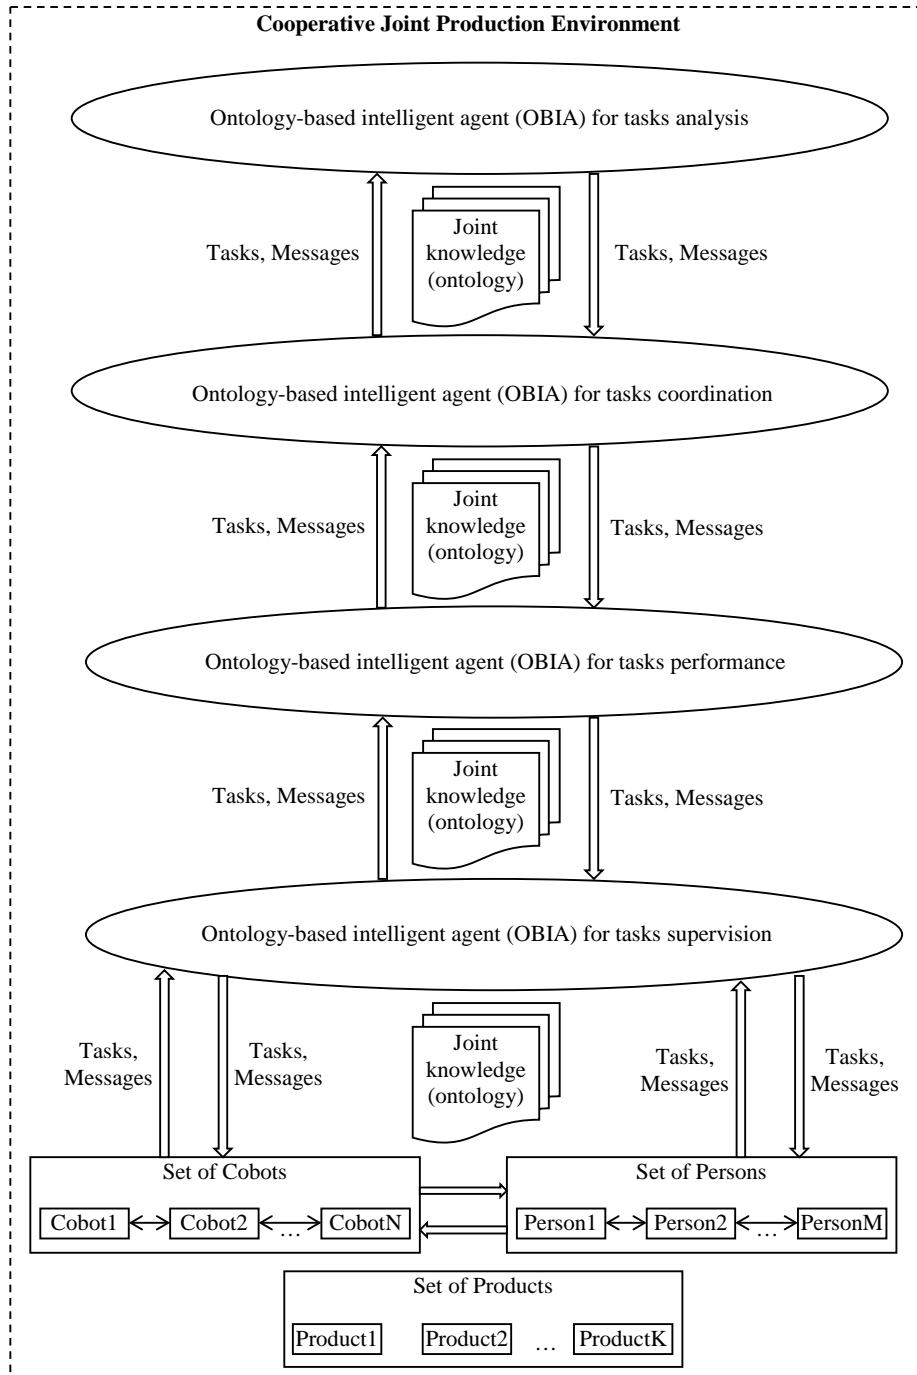 Cooperative Joint Production Environment
Ontology-based intelligent agent (OBIA) for tasks analysis
Tasks, Messages
Joint
knowledge
(ontology)
Tasks, Messages
Ontology-based intelligent agent (OBIA) for tasks coordination
Tasks, Messages
Joint
knowledge
(ontology)
Tasks, Messages
Ontology-based intelligent agent (OBIA) for tasks performance
Tasks, Messages
Joint
knowledge
(ontology)
Tasks, Messages
Ontology-based intelligent agent (OBIA) for tasks supervision
Tasks,
Messages
Tasks,
Messages
Joint
knowledge
(ontology)
Tasks,
Messages
Tasks,
Messages
Set of Cobots
Cobot1
Cobot2
...
CobotN
Set of Persons
Person1
Person2
...
PersonM
Set of Products
Product1
Product2
...
ProductK